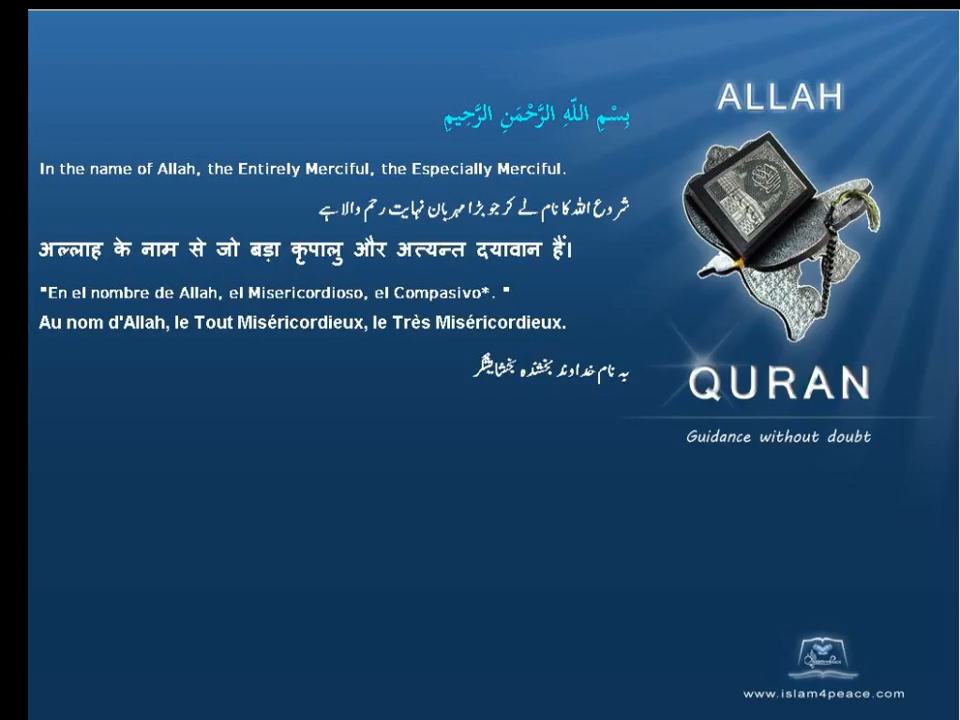 بِسْمِ اللَّهِ الرَّحْمَنِ الرَّحِيمِ
In the name of Allah, the Entirely Merciful, the Especially Merciful.
شروع الله کا نام لے کر جو بڑا مہربان نہایت رحم والا ہے
अल्लाह के नाम से जो बड़ा कृपालु और अत्यन्त दयावान हैं।
"En el nombre de Allah, el Misericordioso, el Compasivo*. "
Au nom d'Allah, le Tout Miséricordieux, le Très Miséricordieux.
به نام خداوند بخشنده بخشایشگر
ALLAH
QURAN
Guidance without doubt
www.islam4peace.com